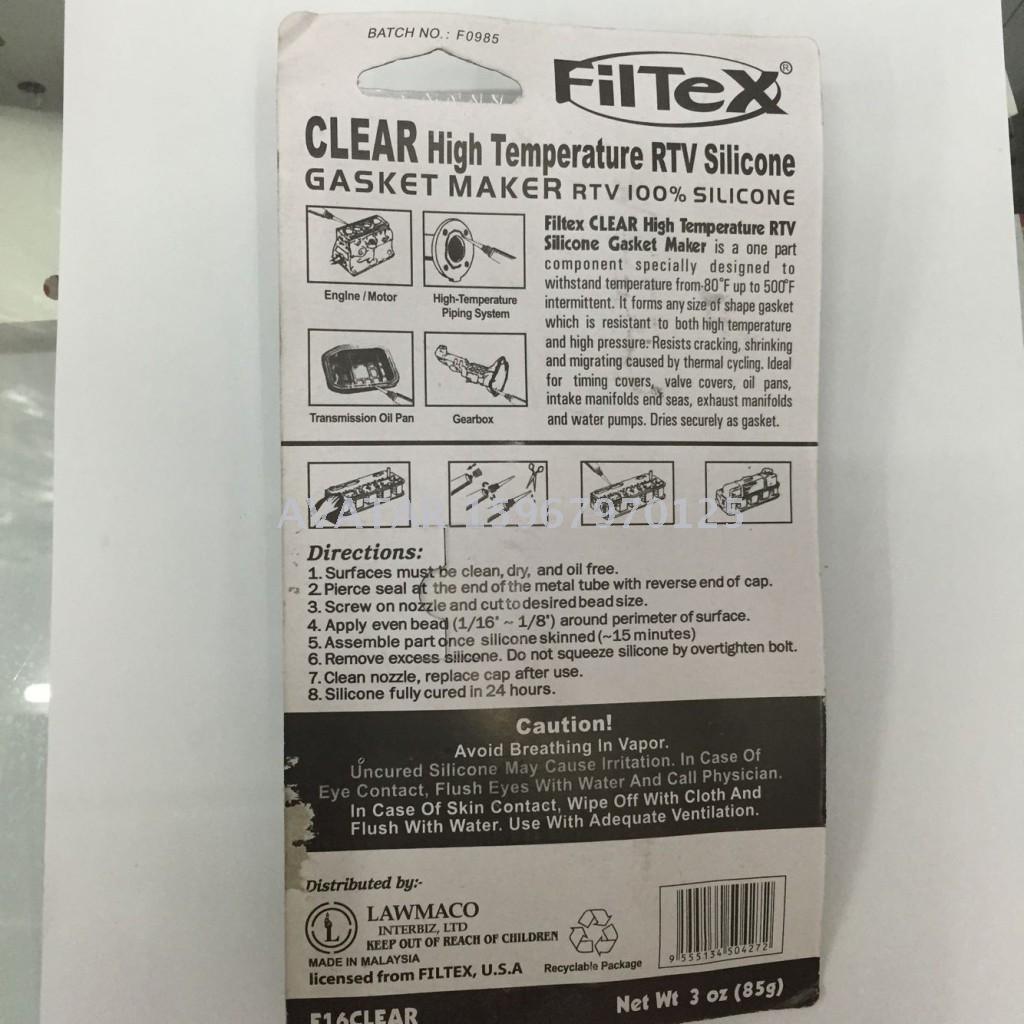 BATCH NO.: F0985
FilTeX®
CLEAR High Temperature RTV Silicone
GASKET MAKER RTV 100% SILICONE
Engine / Motor
High-Temperature
Piping System
Transmission Oil Pan
Gearbox
Filtex CLEAR High Temperature RTV
Silicone Gasket Maker is a one part
component specially designed to
withstand temperature from-80°F up to 500°F
intermittent. It forms any size of shape gasket
which is resistant to both high temperature
and high pressure. Resists cracking, shrinking
and migrating caused by thermal cycling. Ideal
for timing covers, valve covers, oil pans,
intake manifolds end seas, exhaust manifolds
and water pumps. Dries securely as gasket.
AVATAR 15967970125
Directions:
1. Surfaces must be clean, dry, and oil free.
2. Pierce seal at the end of the metal tube with reverse end of cap.
3. Screw on nozzle and cut to desired bead size.
4. Apply even bead (1/16" ~ 1/8") around perimeter of surface.
5. Assemble part once silicone skinned (~15 minutes)
6. Remove excess silicone. Do not squeeze silicone by overtighten bolt.
7. Clean nozzle, replace cap after use.
8. Silicone fully cured in 24 hours.
Caution!
Avoid Breathing In Vapor.
Uncured Silicone May Cause Irritation. In Case Of
Eye Contact, Flush Eyes With Water And Call Physician.
In Case Of Skin Contact, Wipe Off With Cloth And
Flush With Water. Use With Adequate Ventilation.
Distributed by:-
L
LAWMACO
INTERBIZ, LTD
KEEP OUT OF REACH OF CHILDREN
MADE IN MALAYSIA
licensed from FILTEX, U.S.A
Recyclable Package
9 555134 504272
F16CLEAR
Net Wt 3 oz (85g)